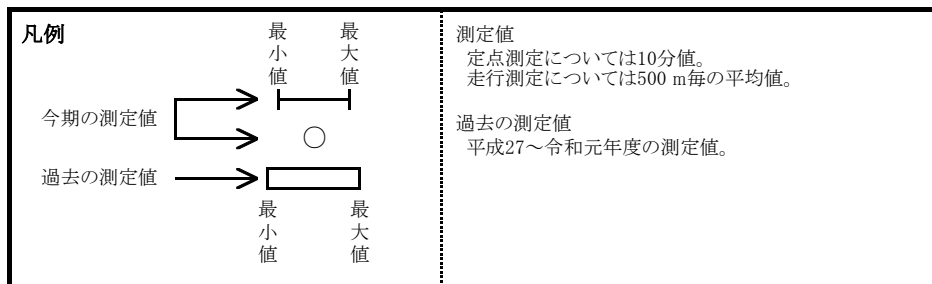 凡例
最小値
最大値
今期の測定値
○
過去の測定値
最小値
最大値
測定値
定点測定については10分値。
走行測定については500 m毎の平均値。
過去の測定値
平成27～令和元年度の測定値。